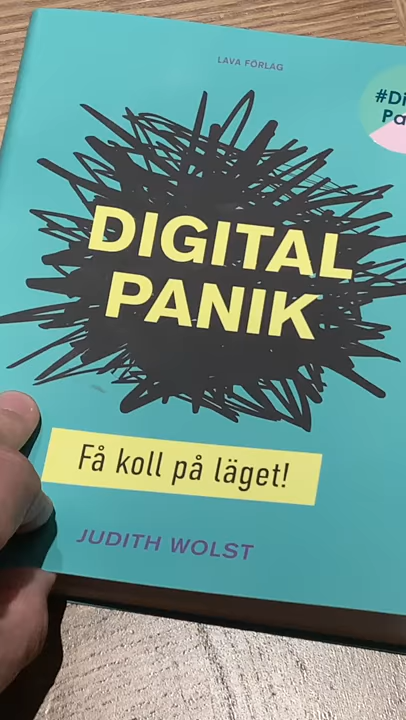 LAVA FÖRLAG
DIGITAL
PANIK
Få koll på läget!
JUDITH WOLST